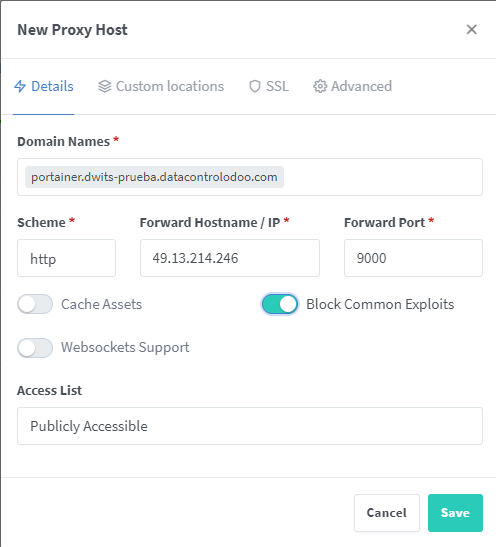 New Proxy Host
Details Custom locations SSL Advanced
Domain Names *
portainer.dwits-prueba.datacontrolodoo.com
Scheme * Forward Hostname / IP * Forward Port *
http 49.13.214.246 9000
Cache Assets Block Common Exploits
Websockets Support
Access List
Publicly Accessible
Cancel Save